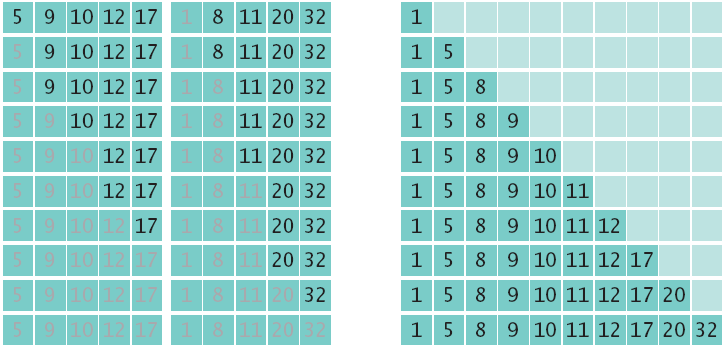 5 9 10 12 17 1 8 11 20 32 1
5 9 10 12 17 1 8 11 20 32 1 5
5 9 10 12 17 1 8 11 20 32 1 5 8
5 9 10 12 17 1 8 11 20 32 1 5 8 9
5 9 10 12 17 1 8 11 20 32 1 5 8 9 10
5 9 10 12 17 1 8 11 20 32 1 5 8 9 10 11
5 9 10 12 17 1 8 11 20 32 1 5 8 9 10 11 12
5 9 10 12 17 1 8 11 20 32 1 5 8 9 10 11 12 17
5 9 10 12 17 1 8 11 20 32 1 5 8 9 10 11 12 17 20
5 9 10 12 17 1 8 11 20 32 1 5 8 9 10 11 12 17 20 32